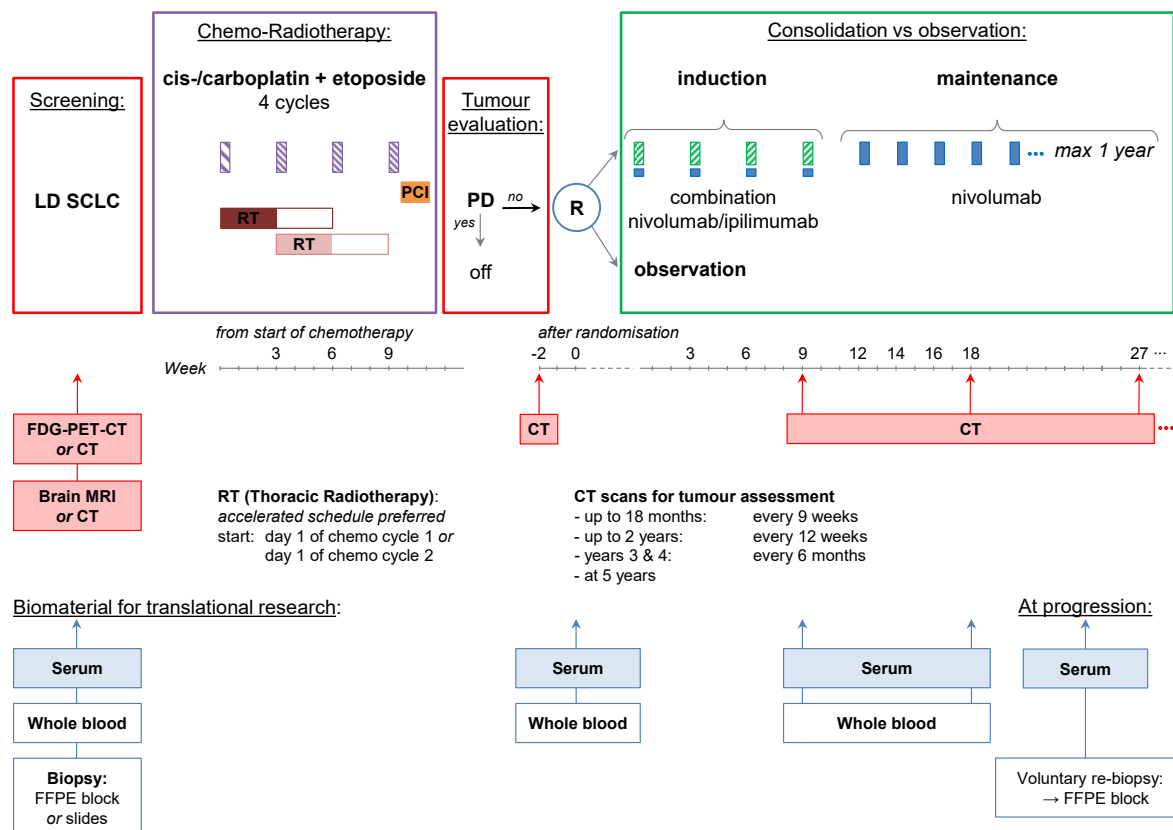 Chemo-Radiotherapy:
Consolidation vs observation:
Screening:
LD SCLC
cis-/carboplatin + etoposide
4 cycles
PCI
RT
RT
Tumour
evaluation:
PD
no
yes
off
R
induction
maintenance
... max 1 year
combination
nivolumab/ipilimumab
nivolumab
observation
from start of chemotherapy
after randomisation
Week
3 6 9
-2 0 3 6 9 12 14 16 18 27 ...
FDG-PET-CT
or CT
Brain MRI
or CT
CT
CT
...
RT (Thoracic Radiotherapy):
accelerated schedule preferred
start: day 1 of chemo cycle 1 or
day 1 of chemo cycle 2
CT scans for tumour assessment
- up to 18 months: every 9 weeks
- up to 2 years: every 12 weeks
- years 3 & 4: every 6 months
- at 5 years
Biomaterial for translational research:
At progression:
Serum
Whole blood
Biopsy:
FFPE block
or slides
Serum
Whole blood
Serum
Whole blood
Serum
Voluntary re-biopsy:
→ FFPE block